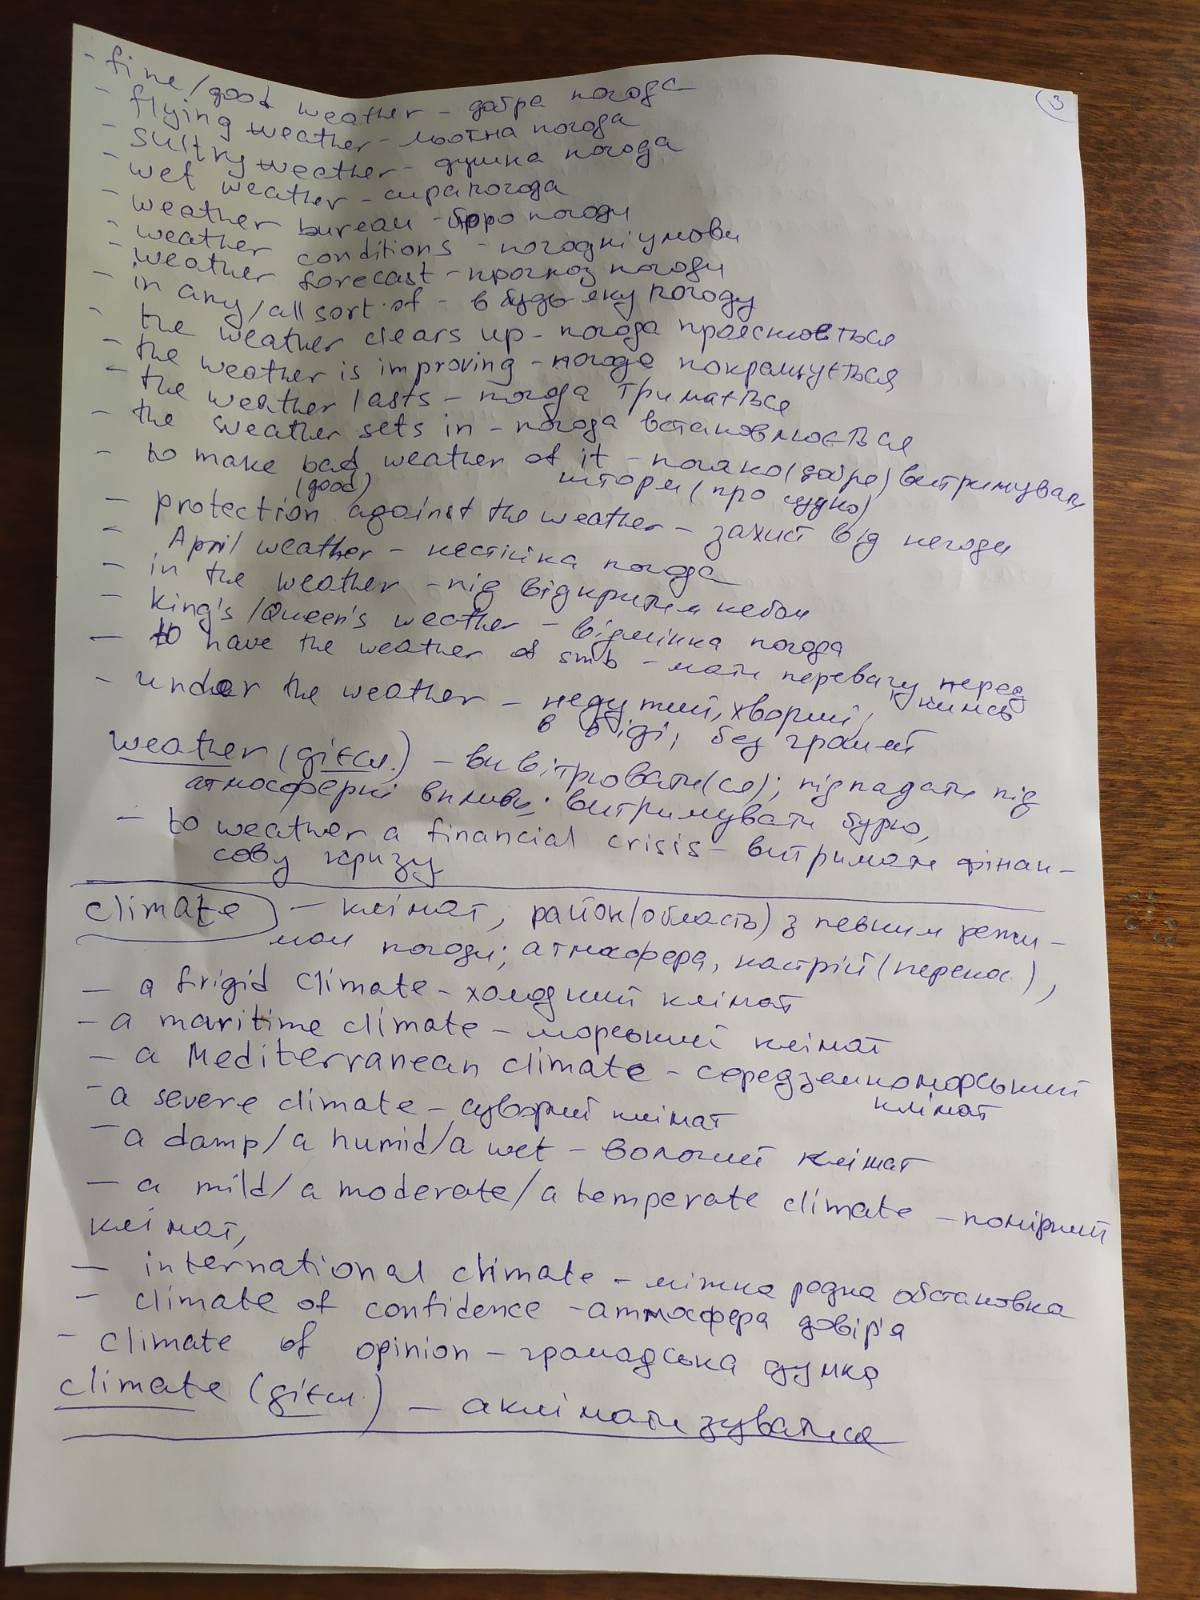 3
- fine/good weather - добра погода
- flying weather - льотна погода
- sultry weather - душна погода
- wet weather - сира погода
- weather bureau - бюро погоди
- weather conditions - погодні умови
- weather forecast - прогноз погоди
- in any/all sort of - в будь яку погоду
- the weather clears up - погода прояснюється
- the weather is improving - погода покращується
- the weather lasts - погода тримається
- the weather sets in - погода встановлюється
- to make bad weather of it - погано (добре) витримувати
(good) шторм (про судно)
- protection against the weather - захист від негоди
- April weather - нестійка погода
- in the weather - під відкритим небом
- King's/Queen's weather - відмінна погода
- to have the weather of smb - мати перевагу перед
кимсь
- under the weather - недужий, хворий,
в біді; без грошей
weather (дієсл.) - вивітрювати(ся); підпадати під
атмосферні впливи; витримувати бурю,
- to weather a financial crisis - витримати фінан-
сову кризу
climate - клімат, район (область) з певним режи-
мом погоди; атмосфера, настрій (перенос.),
- a frigid climate - холодний клімат
- a maritime climate - морський клімат
- a Mediterranean climate - середземноморський
клімат
- a severe climate - суворий клімат
- a damp/a humid/a wet - вологий клімат
- a mild/a moderate/a temperate climate - помірний
клімат,
- international climate - міжнародна обстановка
- climate of confidence - атмосфера довір'я
- climate of opinion - громадська думка
climate (дієсл.) - акліматизуватися